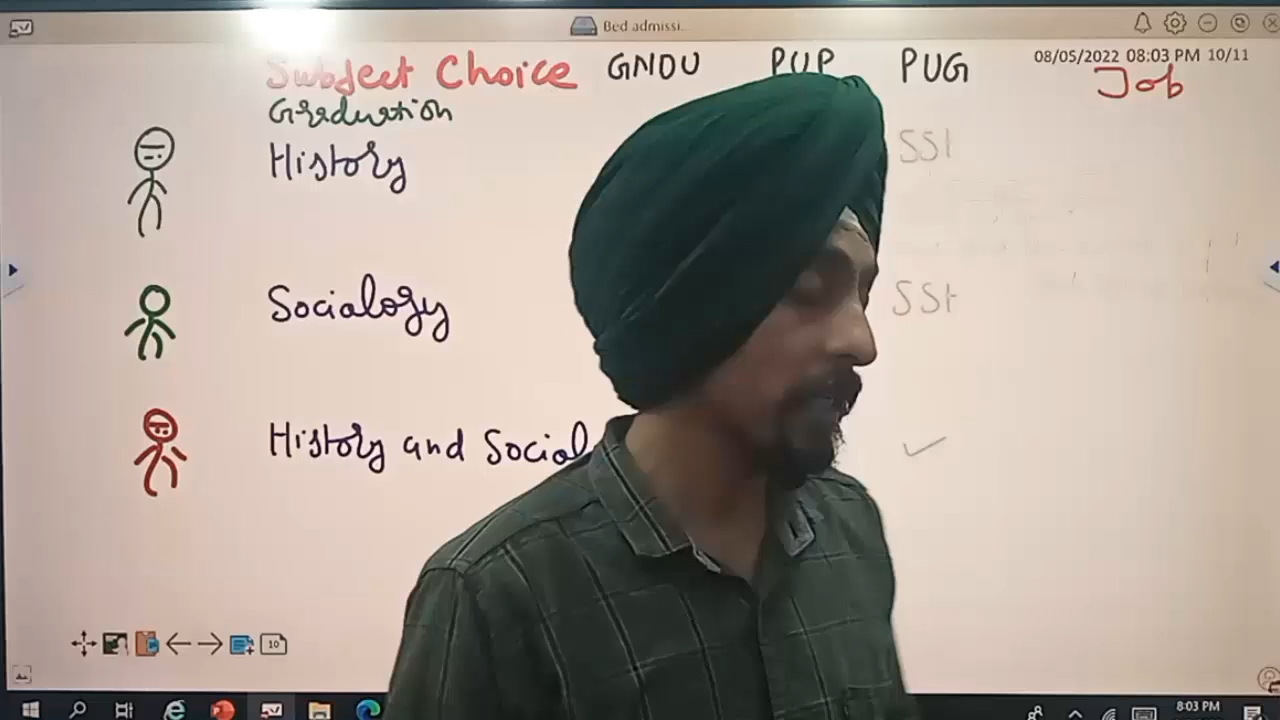 Bed admissi...
08/05/2022 08:03 PM 10/11
Subject Choice GNDU PUP PUG Job
Graduation
History SSt
Socialogy SSt
History and Social
10
8:03 PM